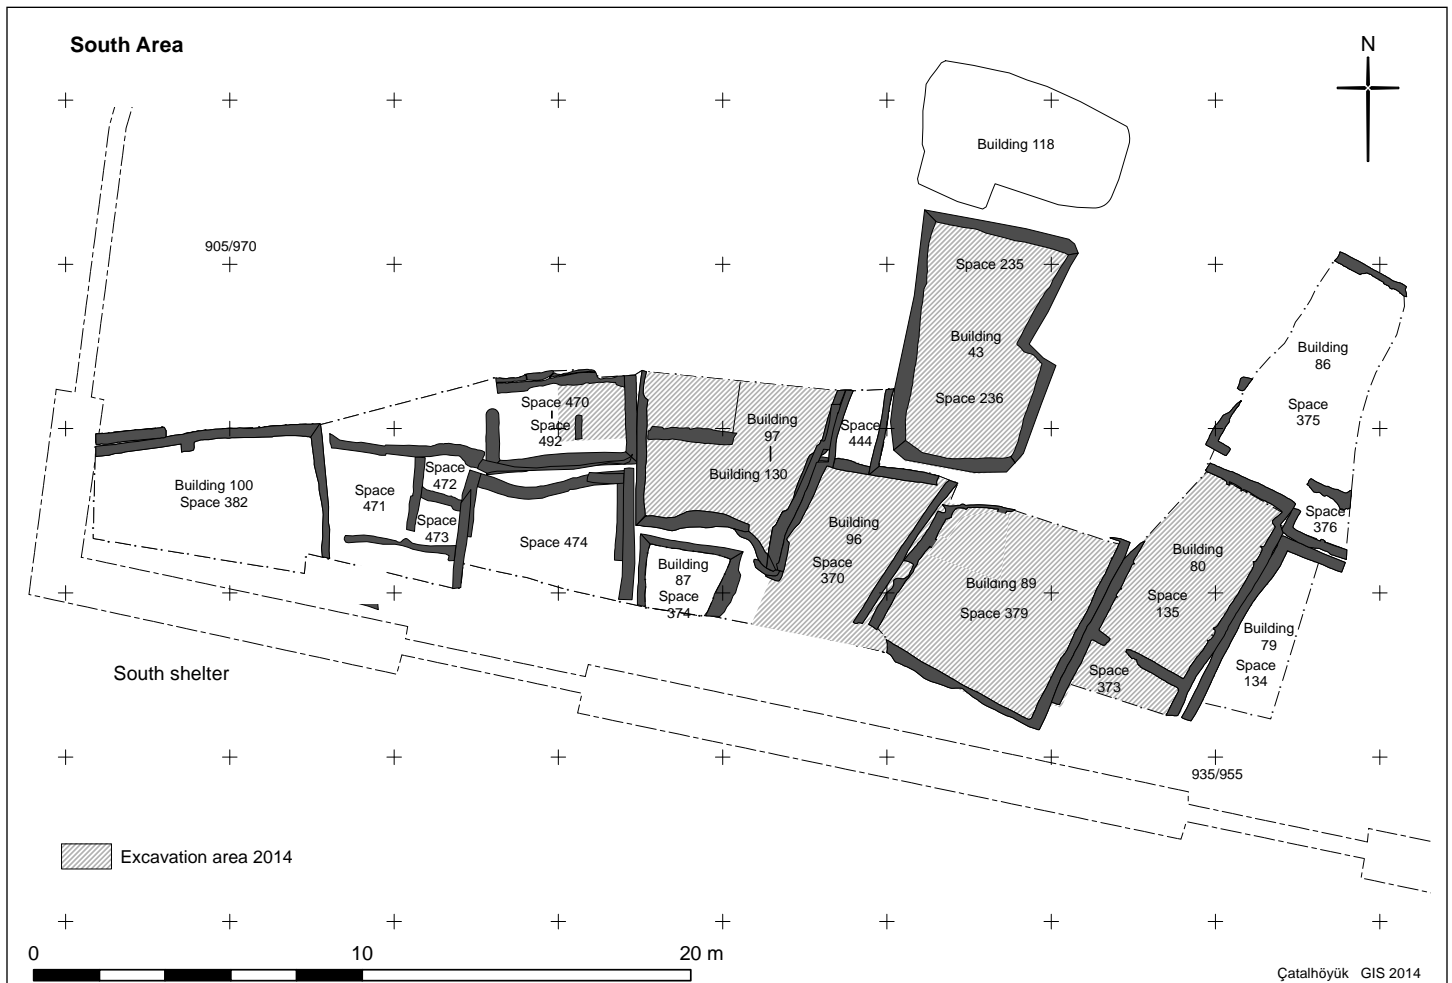 South Area
N
Building 118
905/970
Space 235
Building
43
Space 236
Building
86
Space
375
Space 470
Space
492
Building
97
Building 130
Space
444
Building 100
Space 382
Space
471
Space
472
Space
473
Space 474
Building
87
Space
374
Building
96
Space
370
Building 89
Space 379
Building
80
Space
135
Space
376
Space
373
Building
79
Space
134
South shelter
935/955
Excavation area 2014
0
10
20 m
Çatalhöyük GIS 2014